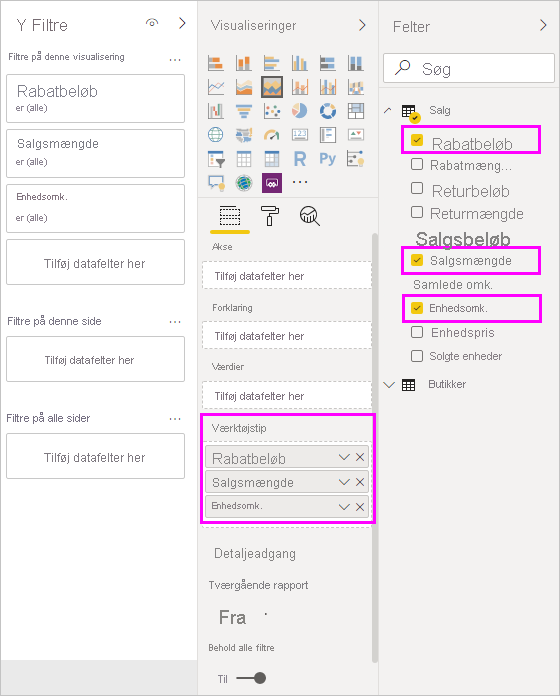 Y Filtre
Filtre på denne visualisering
Rabatbeløb
er (alle)
Salgsmængde
er (alle)
Enhedsomk.
er (alle)
Tilføj datafelter her
Filtre på denne side
Tilføj datafelter her
Filtre på alle sider
Tilføj datafelter her
Visualiseringer
R
Py
123
Akse
Tilføj datafelter her
Forklaring
Tilføj datafelter her
Værdier
Tilføj datafelter her
Værktøjstip
Rabatbeløb
Salgsmængde
Enhedsomk.
Detaljeadgang
Tværgående rapport
Fra
Behold alle filtre
Til
Felter
Søg
Salg
Rabatbeløb
Rabatmæng...
Returbeløb
Returmængde
Salgsbeløb
Salgsmængde
Samlede omk.
Enhedsomk.
Enhedspris
Solgte enheder
Butikker